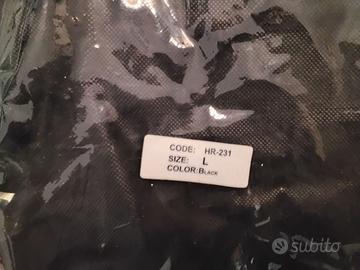 CODE: HR-231
SIZE: L
COLOR:BLACK
subito